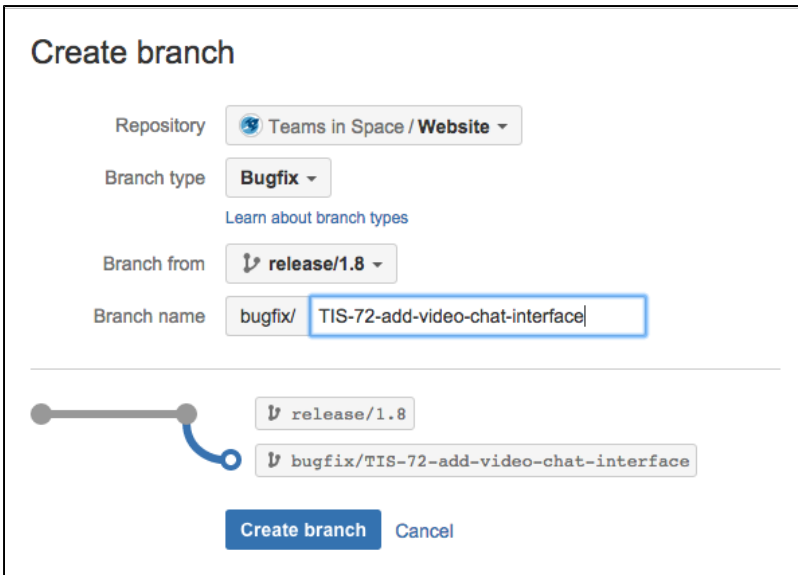 Create branch
Repository Teams in Space / Website
Branch type Bugfix
Learn about branch types
Branch from release/1.8
Branch name bugfix/ TIS-72-add-video-chat-interface
release/1.8
bugfix/TIS-72-add-video-chat-interface
Create branch Cancel